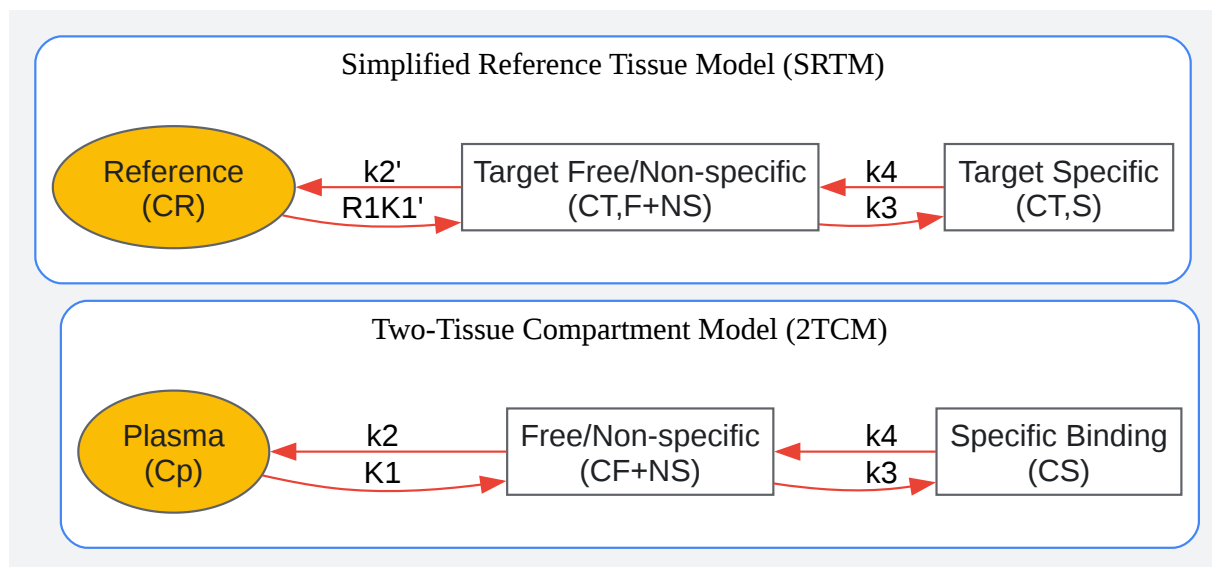 Simplified Reference Tissue Model (SRTM)
Reference
(CR)
k2'
R1K1'
Target Free/Non-specific
(CT,F+NS)
k4
k3
Target Specific
(CT,S)
Two-Tissue Compartment Model (2TCM)
Plasma
(Cp)
k2
K1
Free/Non-specific
(CF+NS)
k4
k3
Specific Binding
(CS)